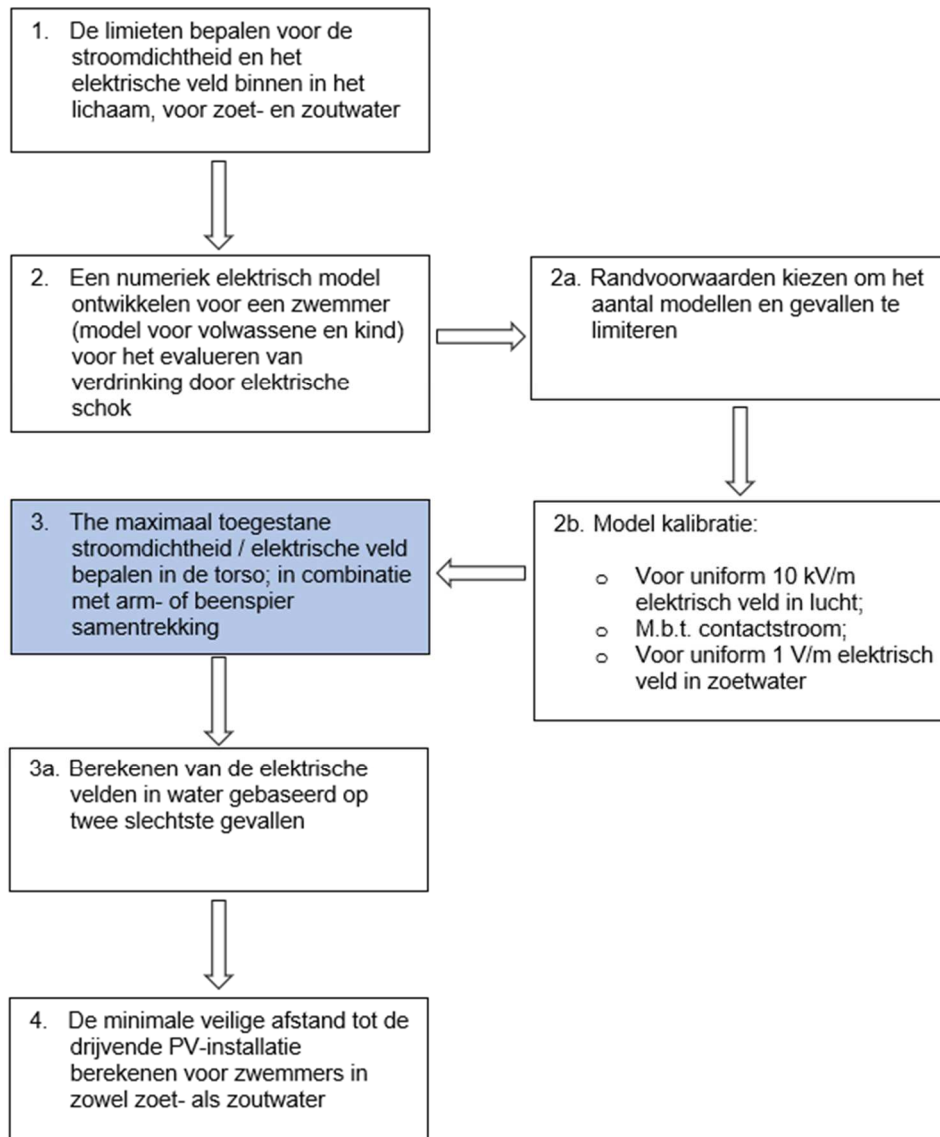 1. De limieten bepalen voor de
stroomdichtheid en het
elektrische veld binnen in het
lichaam, voor zoet- en zoutwater
2. Een numeriek elektrisch model
ontwikkelen voor een zwemmer
(model voor volwassene en kind)
voor het evalueren van
verdrinking door elektrische
schok
2a. Randvoorwaarden kiezen om het
aantal modellen en gevallen te
limiteren
2b. Model kalibratie:
o Voor uniform 10 kV/m
elektrisch veld in lucht;
o M.b.t. contactstroom;
o Voor uniform 1 V/m elektrisch
veld in zoetwater
3. The maximaal toegestane
stroomdichtheid / elektrische veld
bepalen in de torso; in combinatie
met arm- of beenspier
samentrekking
3a. Berekenen van de elektrische
velden in water gebaseerd op
twee slechtste gevallen
4. De minimale veilige afstand tot de
drijvende PV-installatie
berekenen voor zwemmers in
zowel zoet- als zoutwater